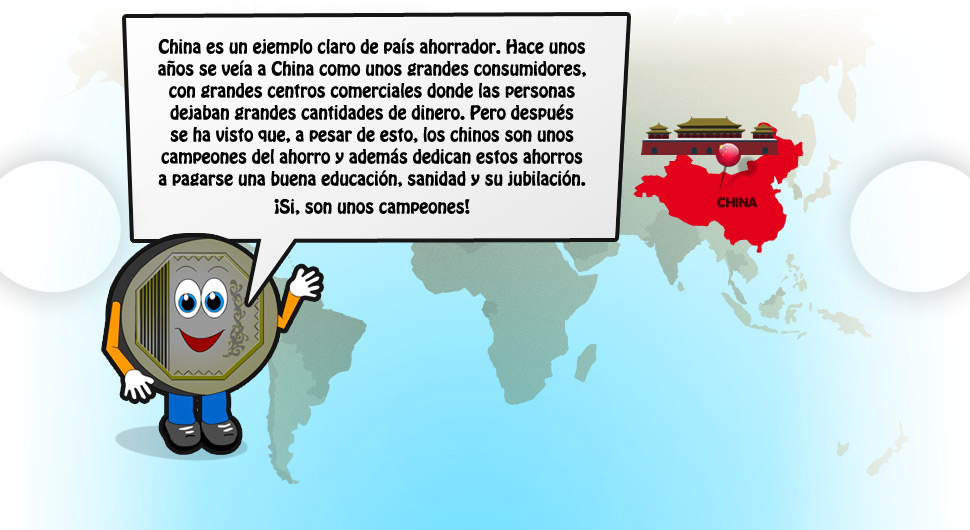 China es un ejemplo claro de país ahorrador. Hace unos
años se veía a China como unos grandes consumidores,
con grandes centros comerciales donde las personas
dejaban grandes cantidades de dinero. Pero después
se ha visto que, a pesar de esto, los chinos son unos
campeones del ahorro y además dedican estos ahorros
a pagarse una buena educación, sanidad y su jubilación.
¡Si, son unos campeones!
CHINA